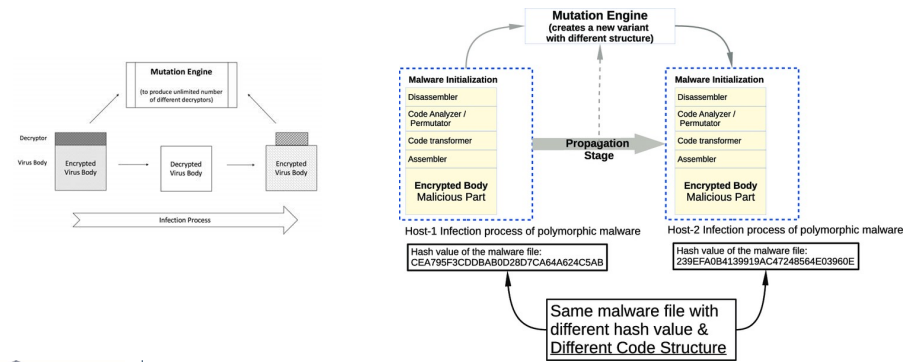 Mutation Engine
(to produce unlimited number
of different decryptors)
Decryptor
Virus Body
Encrypted
Virus Body
Decrypted
Virus Body
Encrypted
Virus Body
Infection Process
Mutation Engine
(creates a new variant
with different structure)
Malware Initialization
Disassembler
Code Analyzer /
Permutator
Code transformer
Assembler
Encrypted Body
Malicious Part
Propagation
Stage
Malware Initialization
Disassembler
Code Analyzer /
Permutator
Code transformer
Assembler
Encrypted Body
Malicious Part
Host-1 Infection process of polymorphic malware
Host-2 Infection process of polymorphic malware
Hash value of the malware file:
CEA795F3CDDBAB0D28D7CA64A624C5AB
Hash value of the malware file:
239EFA0B4139919AC47248564E03960E
Same malware file with
different hash value &
Different Code Structure